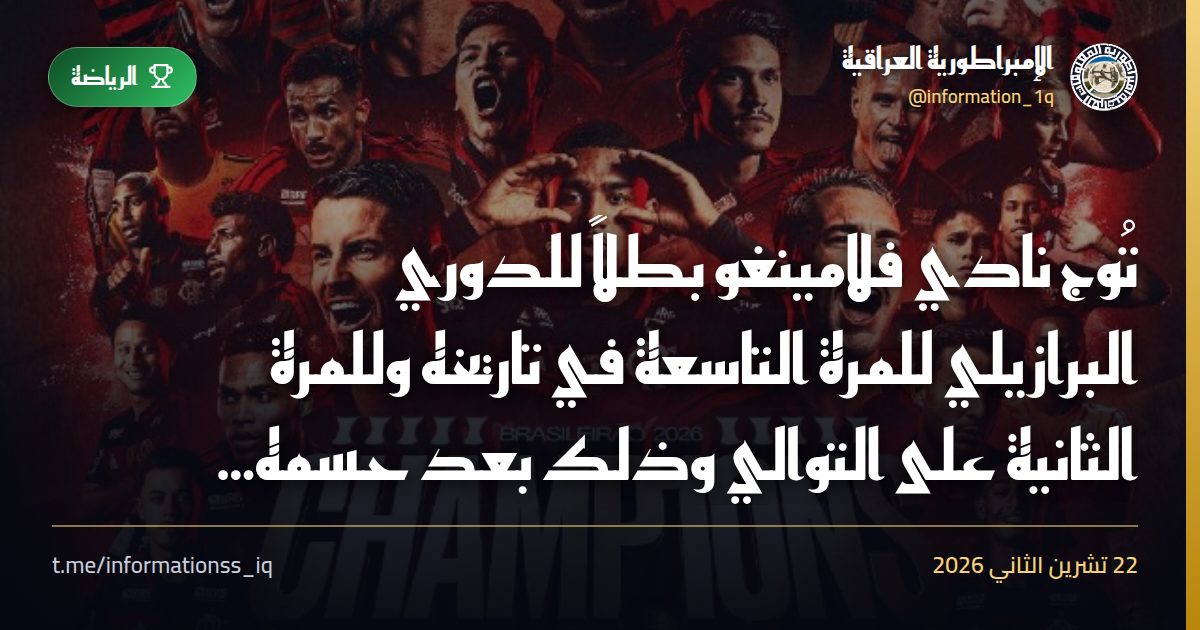 الإمبراطورية العراقية
@information_1q
الرياضة
تُوج نادي فلامينغو بطلاً للدوري
البرازيلي للمرة التاسعة في تاريخه وللمرة
الثانية على التوالي وذلك بعد حسمه...
BRASILEIRÃO 2026
CHAMPIONS
22 تشرين الثاني 2026
t.me/informationss_iq